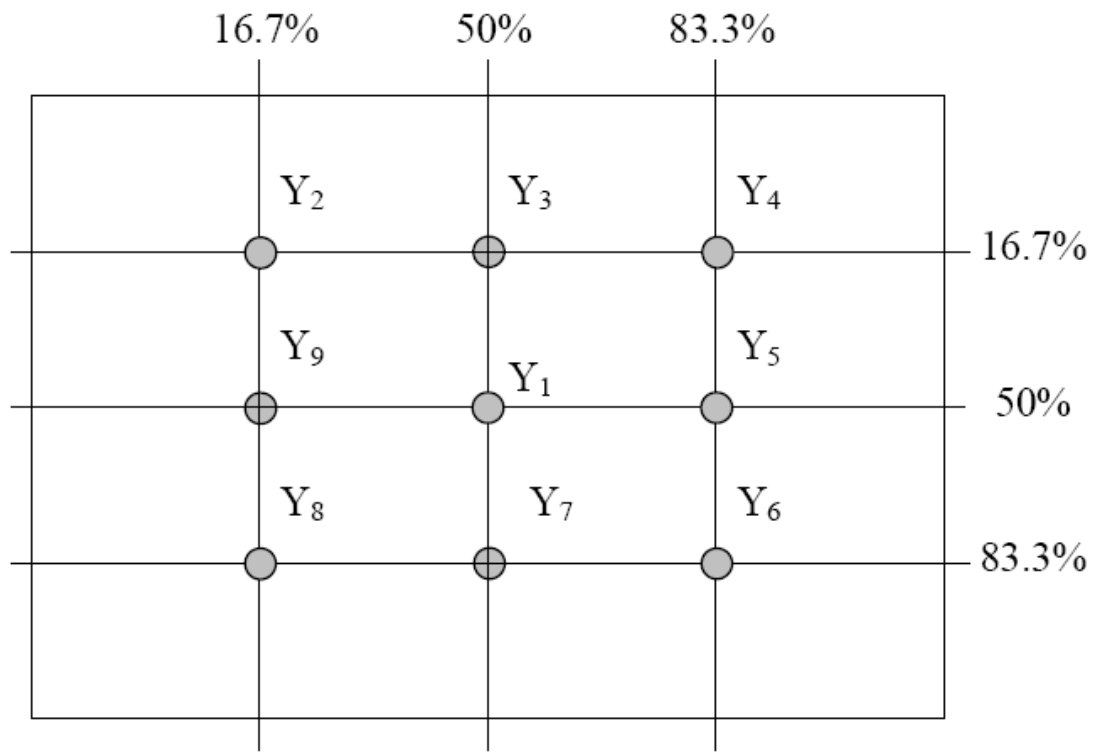 16.7% 50% 83.3%
Y₂ Y₃ Y₄
16.7%
Y₉ Y₁ Y₅
50%
Y₈ Y₇ Y₆
83.3%